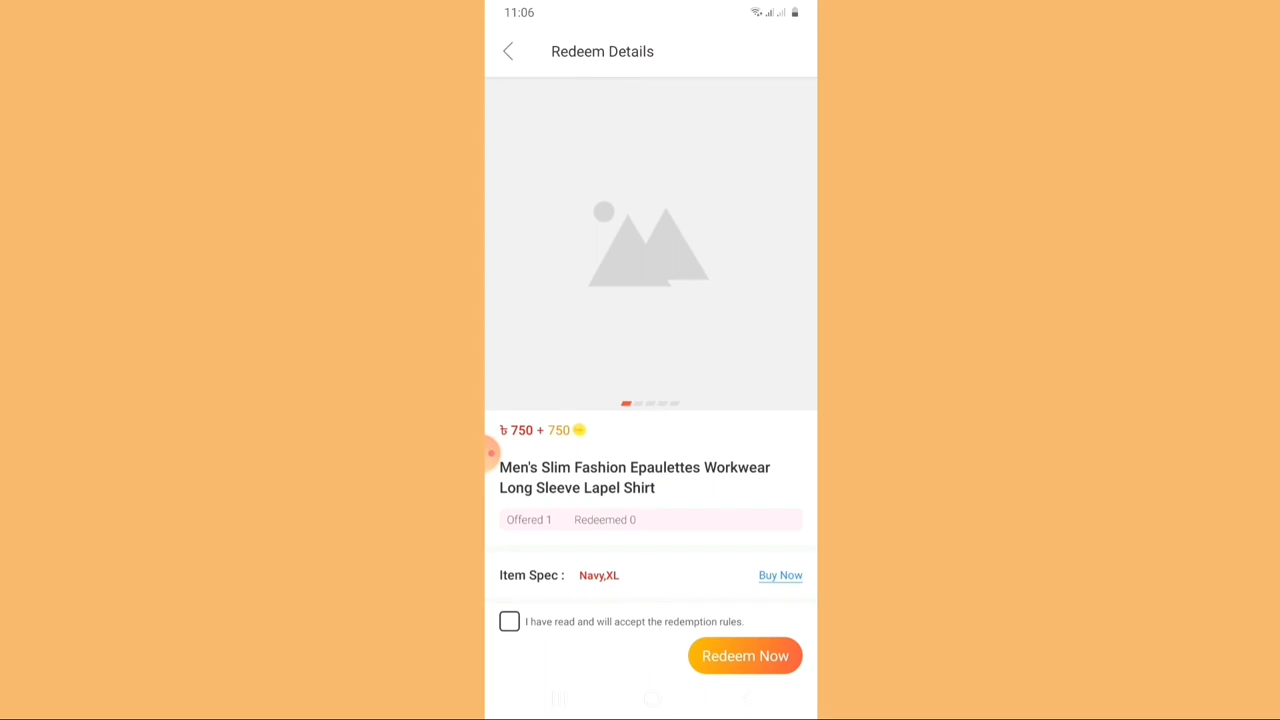 11:06
Redeem Details
৳ 750 + 750
Men's Slim Fashion Epaulettes Workwear
Long Sleeve Lapel Shirt
Offered 1 Redeemed 0
Item Spec : Navy,XL Buy Now
I have read and will accept the redemption rules.
Redeem Now